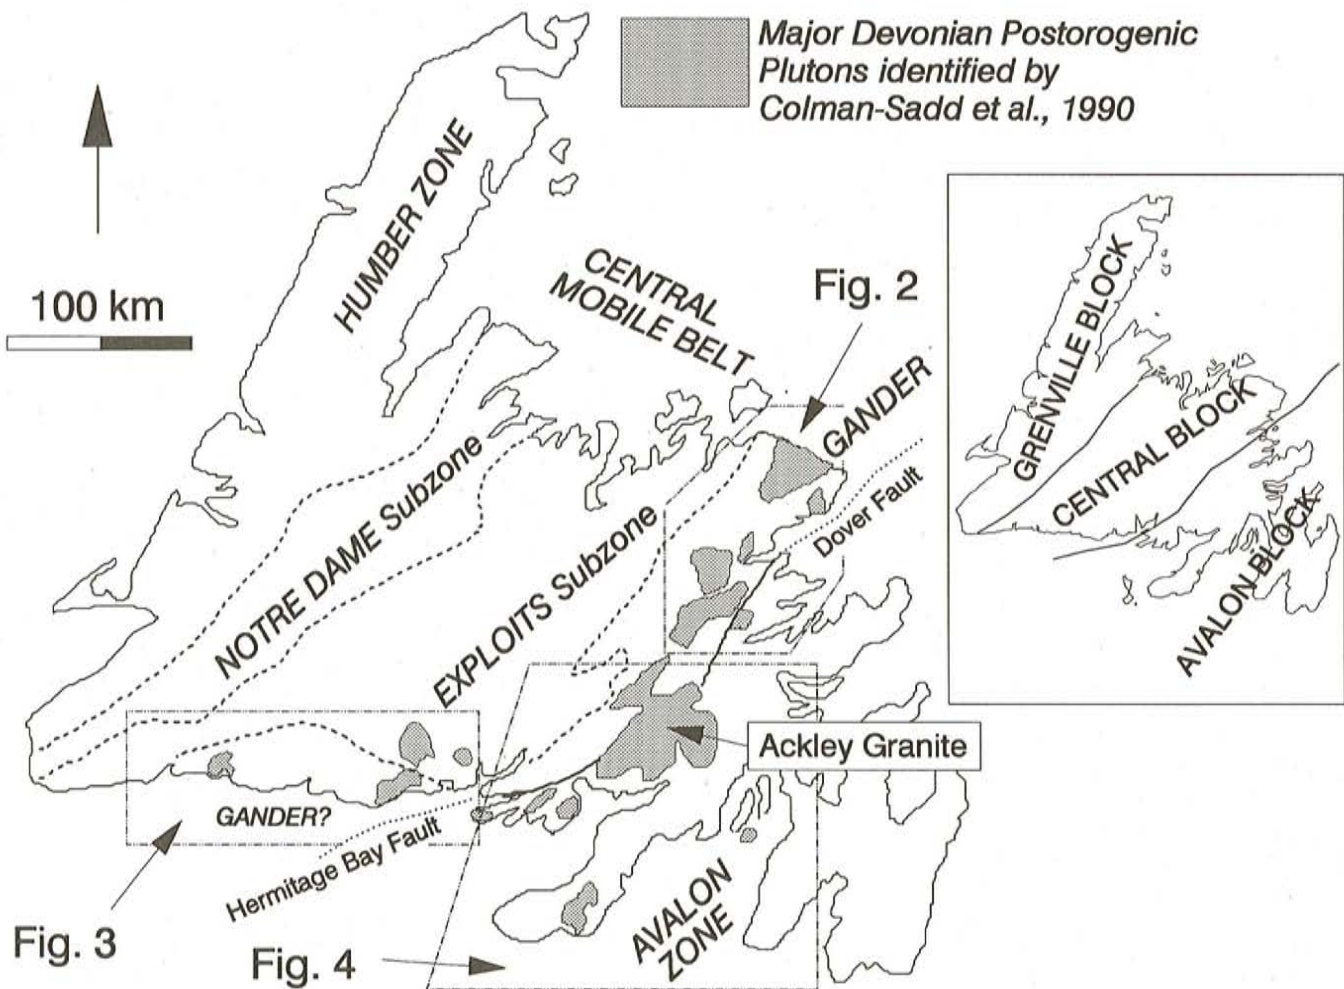 Major Devonian Postorogenic
Plutons identified by
Colman-Sadd et al., 1990
HUMBER ZONE
100 km
CENTRAL
MOBILE BELT
Fig. 2
GANDER
Dover Fault
NOTRE DAME Subzone
EXPLOITS Subzone
Ackley Granite
GANDER?
Hermitage Bay Fault
AVALON
ZONE
Fig. 3
Fig. 4
GRENVILLE BLOCK
CENTRAL BLOCK
AVALON BLOCK